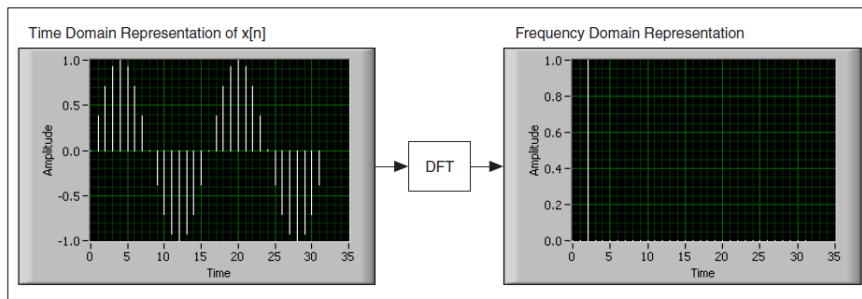 Time Domain Representation of x[n]
Frequency Domain Representation
Amplitude
1.0
0.5
0.0
-0.5
-1.0
0 5 10 15 20 25 30 35
Time
DFT
Amplitude
1.0
0.8
0.6
0.4
0.2
0.0
0 5 10 15 20 25 30 35
Time